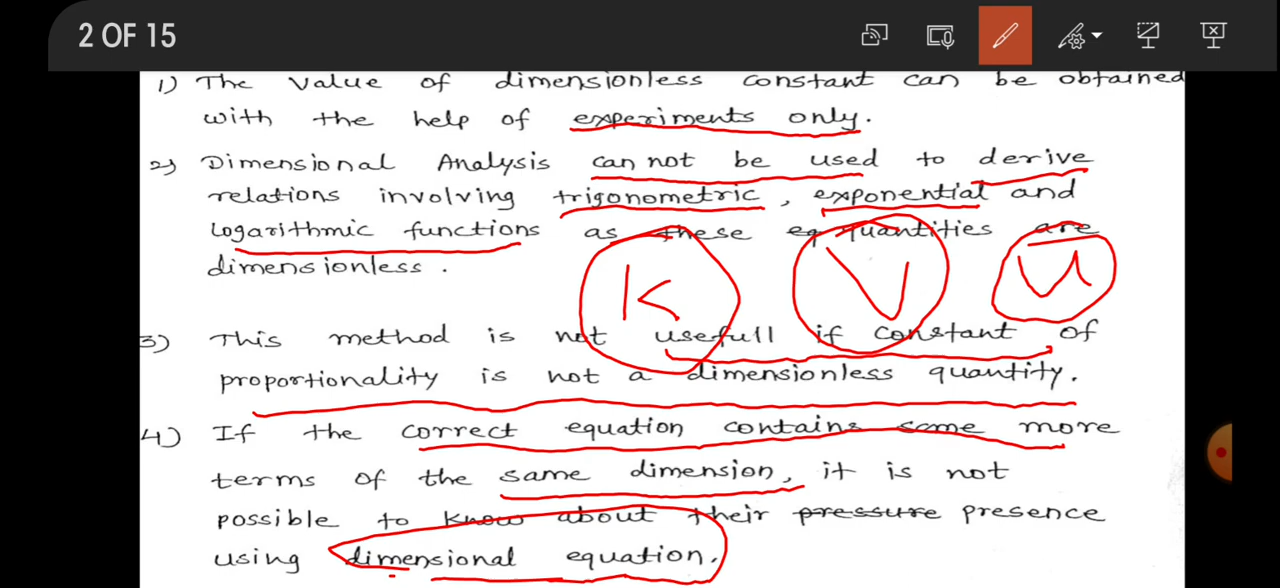 2 OF 15
1) The value of dimensionless constant can be obtained
with the help of experiments only.
2) Dimensional Analysis can not be used to derive
relations involving trigonometric, exponential and
logarithmic functions as these eq quantities are
dimensionless.
K V u
3) This method is not usefull if constant of
proportionality is not a dimensionless quantity.
4) If the correct equation contains some more
terms of the same dimension, it is not
possible to know about their pressure presence
using dimensional equation.